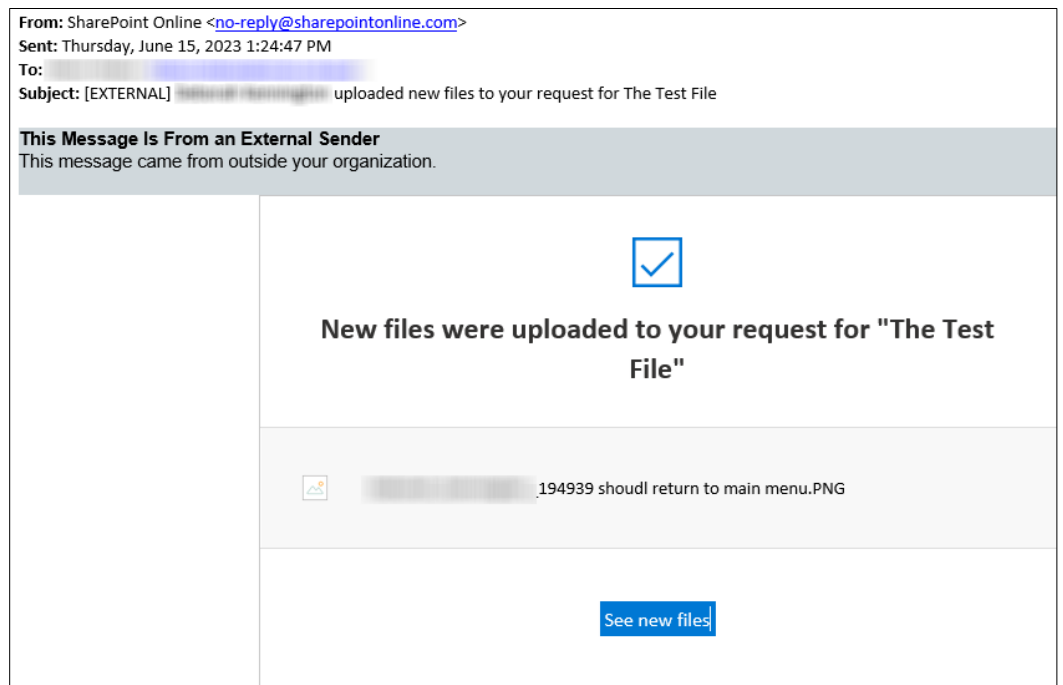 From: SharePoint Online <no-reply@sharepointonline.com>
Sent: Thursday, June 15, 2023 1:24:47 PM
To:
Subject: [EXTERNAL] uploaded new files to your request for The Test File
This Message Is From an External Sender
This message came from outside your organization.
New files were uploaded to your request for "The Test
File"
_194939 shoudl return to main menu.PNG
See new files